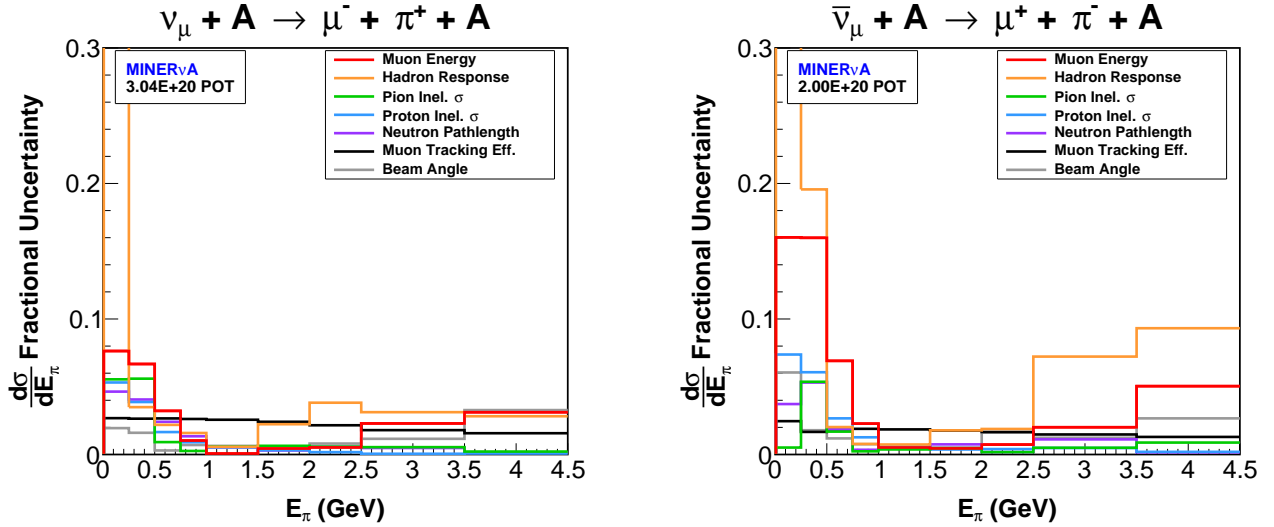 νμ + A → μ- + π+ + A
0.3
MINERνA
3.04E+20 POT
Muon Energy
Hadron Response
Pion Inel. σ
Proton Inel. σ
Neutron Pathlength
Muon Tracking Eff.
Beam Angle
0.2
0.1
0
dσ/dEπ Fractional Uncertainty
0 0.5 1 1.5 2 2.5 3 3.5 4 4.5
Eπ (GeV)
ν̄μ + A → μ+ + π- + A
0.3
MINERνA
2.00E+20 POT
Muon Energy
Hadron Response
Pion Inel. σ
Proton Inel. σ
Neutron Pathlength
Muon Tracking Eff.
Beam Angle
0.2
0.1
0
dσ/dEπ Fractional Uncertainty
0 0.5 1 1.5 2 2.5 3 3.5 4 4.5
Eπ (GeV)